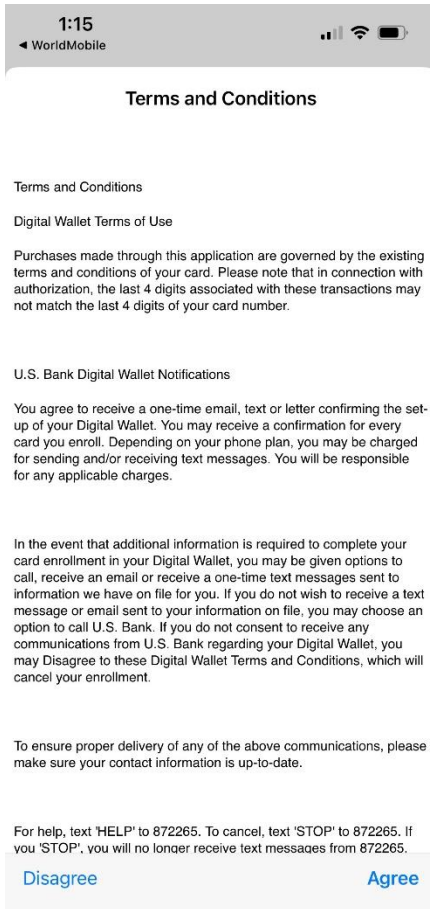 1:15
◀ WorldMobile
Terms and Conditions
Terms and Conditions
Digital Wallet Terms of Use
Purchases made through this application are governed by the existing
terms and conditions of your card. Please note that in connection with
authorization, the last 4 digits associated with these transactions may
not match the last 4 digits of your card number.
U.S. Bank Digital Wallet Notifications
You agree to receive a one-time email, text or letter confirming the set-
up of your Digital Wallet. You may receive a confirmation for every
card you enroll. Depending on your phone plan, you may be charged
for sending and/or receiving text messages. You will be responsible
for any applicable charges.
In the event that additional information is required to complete your
card enrollment in your Digital Wallet, you may be given options to
call, receive an email or receive a one-time text messages sent to
information we have on file for you. If you do not wish to receive a text
message or email sent to your information on file, you may choose an
option to call U.S. Bank. If you do not consent to receive any
communications from U.S. Bank regarding your Digital Wallet, you
may Disagree to these Digital Wallet Terms and Conditions, which will
cancel your enrollment.
To ensure proper delivery of any of the above communications, please
make sure your contact information is up-to-date.
For help, text 'HELP' to 872265. To cancel, text 'STOP' to 872265. If
you 'STOP', you will no longer receive text messages from 872265.
Disagree
Agree